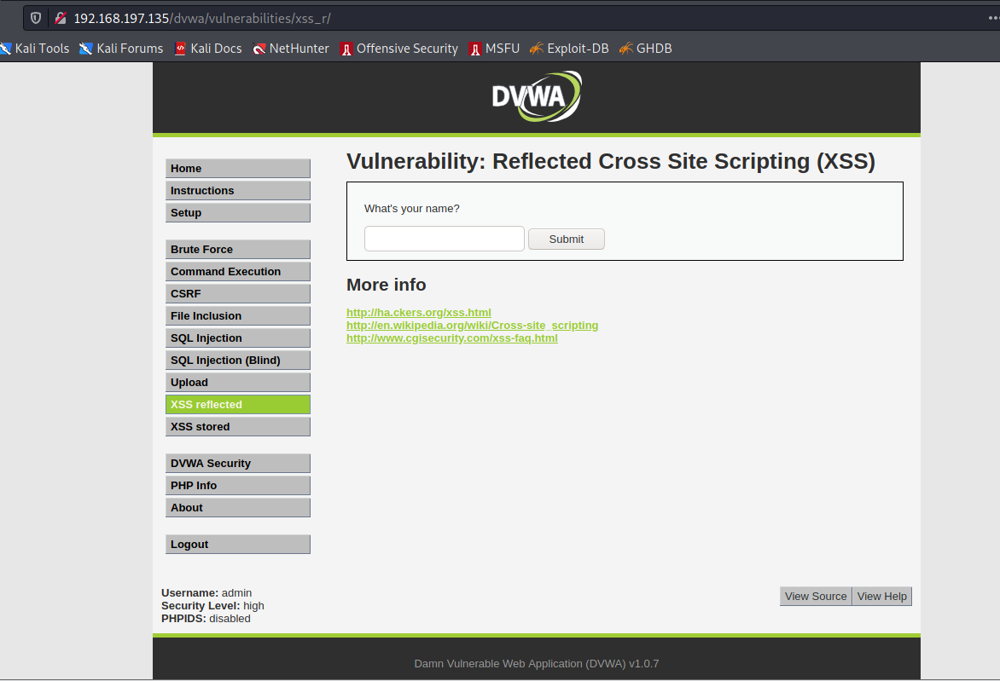 192.168.197.135/dvwa/vulnerabilities/xss_r/
Kali Tools Kali Forums Kali Docs NetHunter Offensive Security MSFU Exploit-DB GHDB
DVWA
Home
Instructions
Setup
Brute Force
Command Execution
CSRF
File Inclusion
SQL Injection
SQL Injection (Blind)
Upload
XSS reflected
XSS stored
DVWA Security
PHP Info
About
Logout
Vulnerability: Reflected Cross Site Scripting (XSS)
What's your name?
Submit
More info
http://ha.ckers.org/xss.html
http://en.wikipedia.org/wiki/Cross-site_scripting
http://www.cgisecurity.com/xss-faq.html
Username: admin
Security Level: high
PHPIDS: disabled
View Source View Help
Damn Vulnerable Web Application (DVWA) v1.0.7